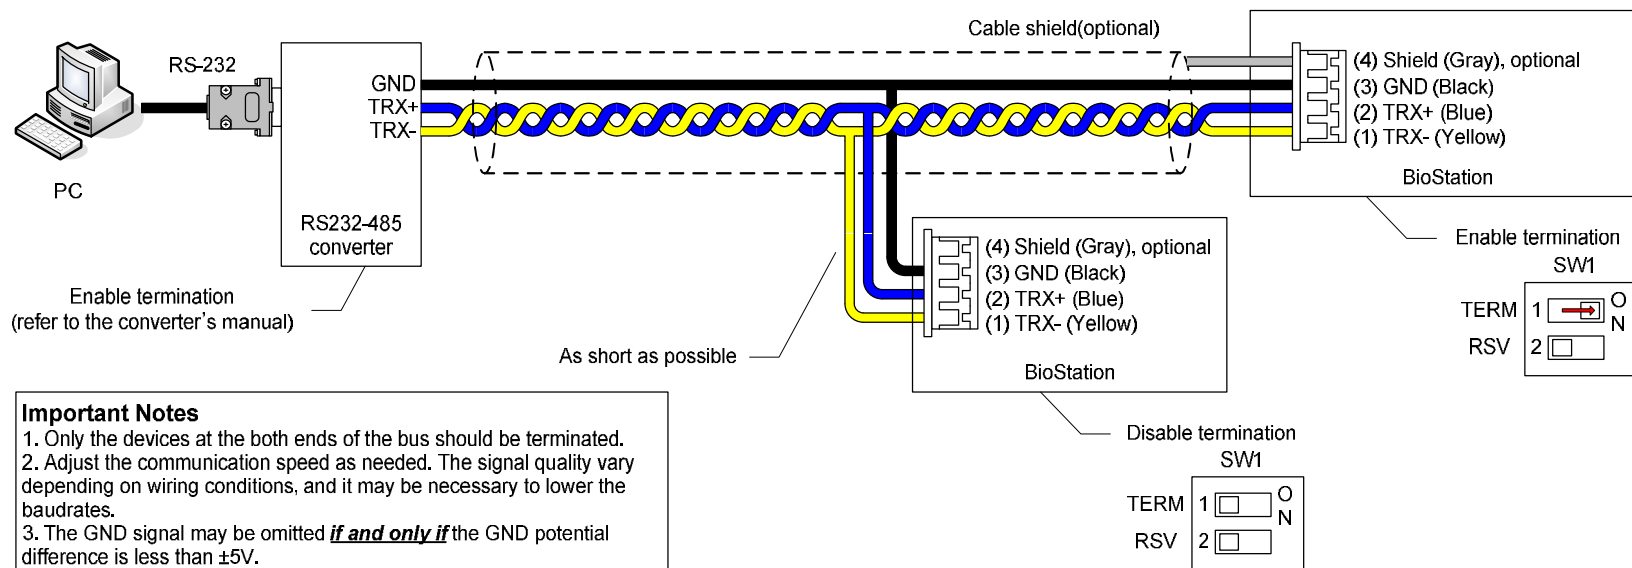 Cable shield(optional)
RS-232
GND
TRX+
TRX-
PC
RS232-485
converter
Enable termination
(refer to the converter's manual)
(4) Shield (Gray), optional
(3) GND (Black)
(2) TRX+ (Blue)
(1) TRX- (Yellow)
BioStation
Enable termination
SW1
TERM 1 ON
RSV 2
(4) Shield (Gray), optional
(3) GND (Black)
(2) TRX+ (Blue)
(1) TRX- (Yellow)
BioStation
As short as possible
Disable termination
SW1
TERM 1 ON
RSV 2
Important Notes
1. Only the devices at the both ends of the bus should be terminated.
2. Adjust the communication speed as needed. The signal quality vary
depending on wiring conditions, and it may be necessary to lower the
baudrates.
3. The GND signal may be omitted if and only if the GND potential
difference is less than ±5V.